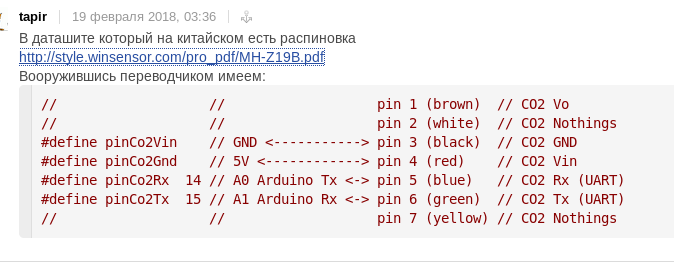 tapir 19 февраля 2018, 03:36
В даташите который на китайском есть распиновка
http://style.winsensor.com/pro_pdf/MH-Z19B.pdf
Вооружившись переводчиком имеем:
// // pin 1 (brown) // CO2 Vo
// // pin 2 (white) // CO2 Nothings
#define pinCo2Vin // GND <-----------> pin 3 (black) // CO2 GND
#define pinCo2Gnd // 5V <------------> pin 4 (red) // CO2 Vin
#define pinCo2Rx 14 // A0 Arduino Tx <-> pin 5 (blue) // CO2 Rx (UART)
#define pinCo2Tx 15 // A1 Arduino Rx <-> pin 6 (green) // CO2 Tx (UART)
// // pin 7 (yellow) // CO2 Nothings